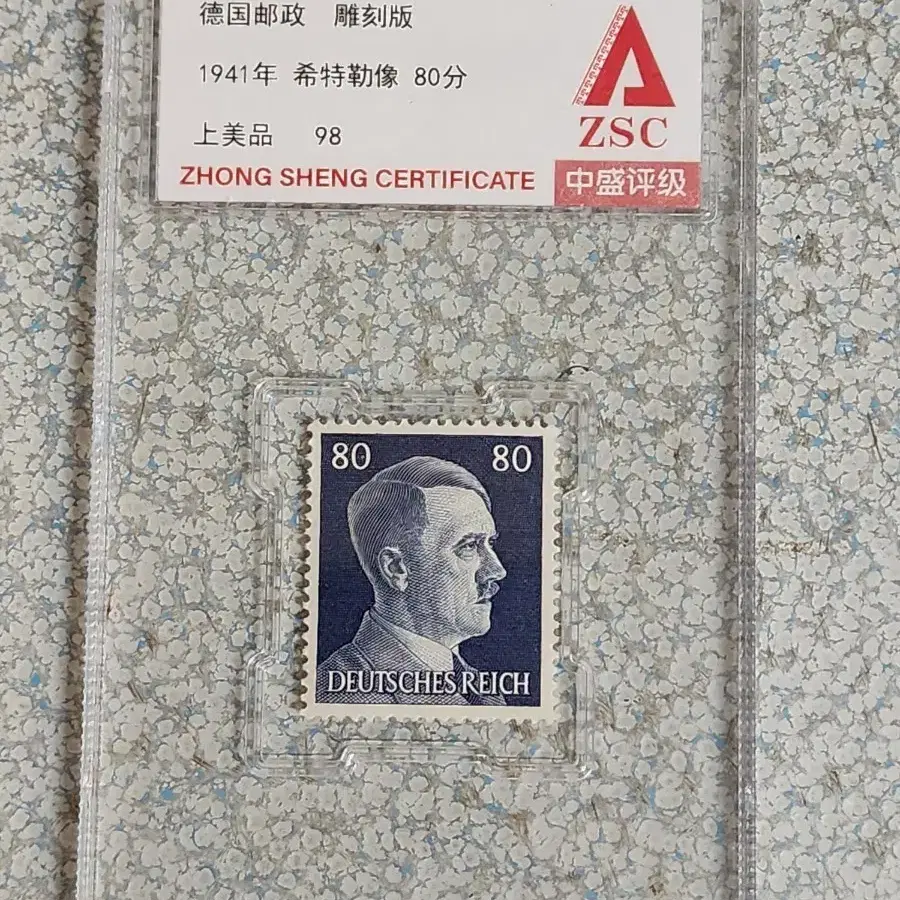 德国邮政 雕刻版
1941年 希特勒像 80分
上美品 98
ZHONG SHENG CERTIFICATE
ZSC
中盛评级
80 80
DEUTSCHES REICH